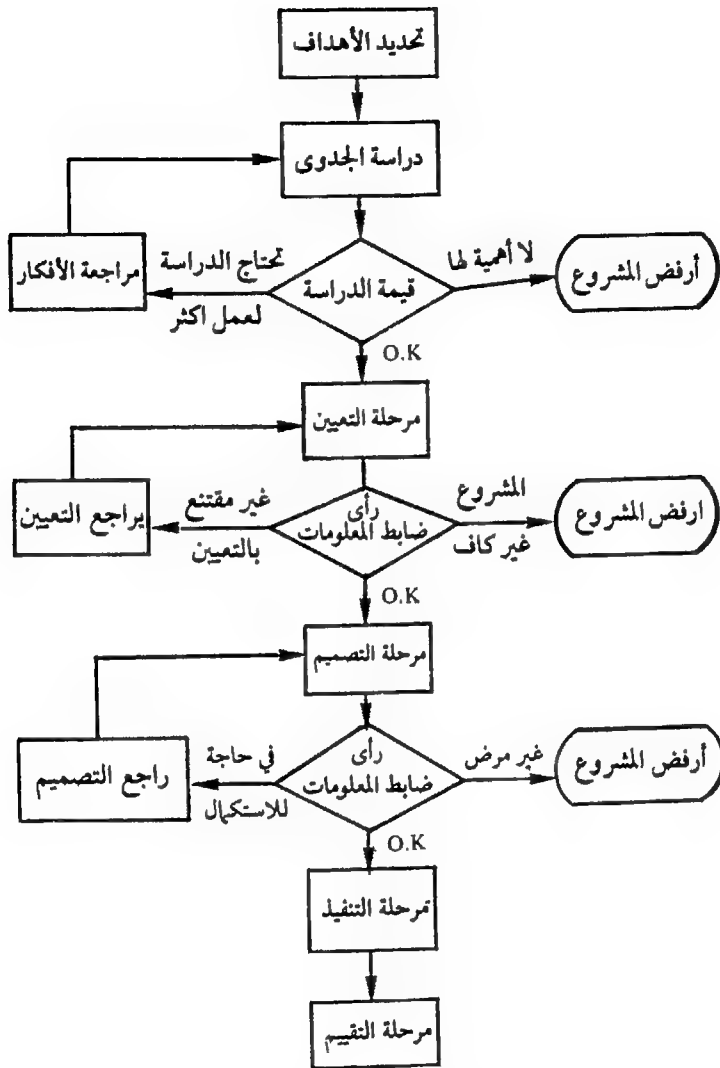 تحديد الأهداف
دراسة الجدوى
لا أهمية لها
أرفض المشروع
قيمة الدراسة
تحتاج الدراسة
لعمل اكثر
مراجعة الأفكار
O.K
مرحلة التعيين
المشروع
غير كاف
ارفض المشروع
رأى
ضابط المعلومات
غير مقتنع
بالتعيين
يراجع التعيين
O.K
مرحلة التصميم
غير مرض
أرفض المشروع
رأى
ضابط المعلومات
في حاجة
للاستكمال
راجع التصميم
O.K
مرحلة التنفيذ
مرحلة التقييم